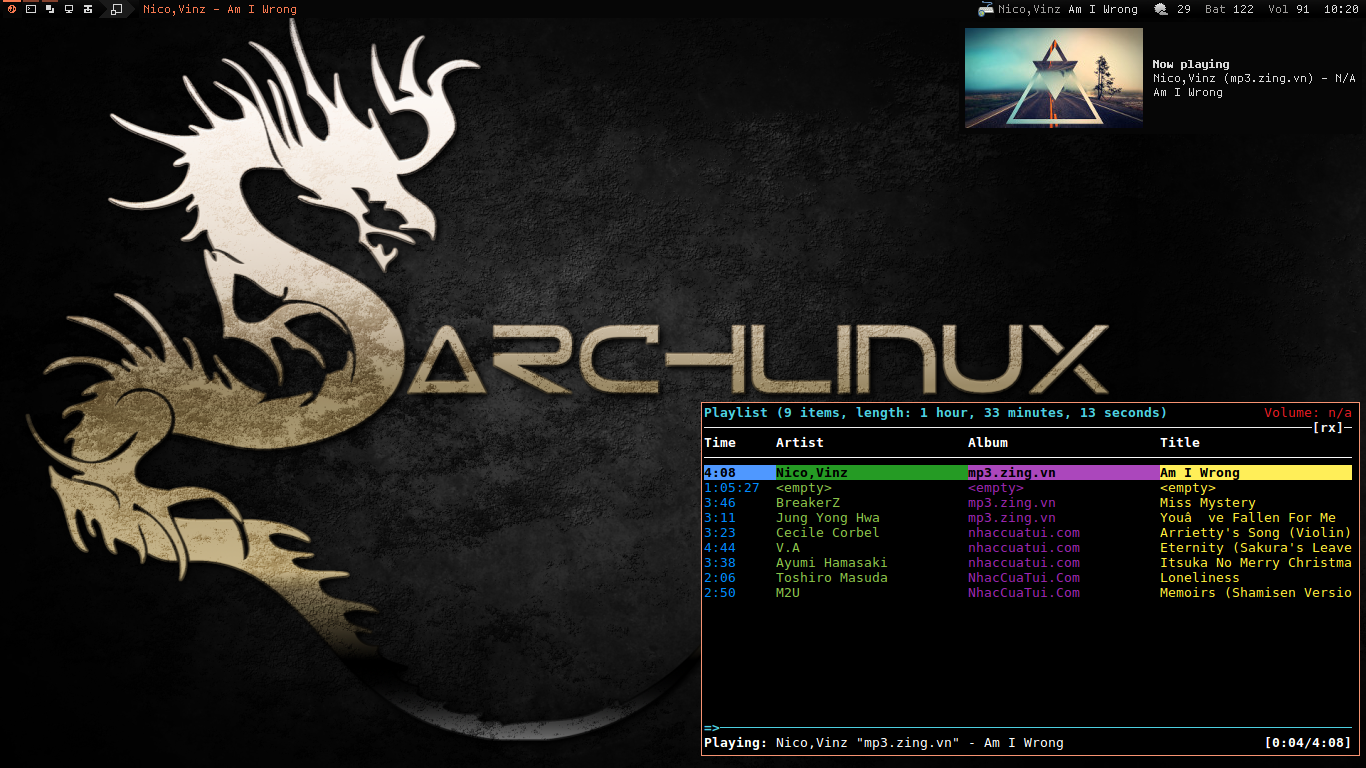 Nico,Vinz - Am I Wrong
Nico,Vinz Am I Wrong 29 Bat 122 Vol 91 10:20
Now playing
Nico,Vinz (mp3.zing.vn) - N/A
Am I Wrong
ARCHLINUX
Playlist (9 items, length: 1 hour, 33 minutes, 13 seconds) Volume: n/a
[rx]
Time Artist Album Title
4:08 Nico,Vinz mp3.zing.vn Am I Wrong
1:05:27 <empty> <empty> <empty>
3:46 BreakerZ mp3.zing.vn Miss Mystery
3:11 Jung Yong Hwa mp3.zing.vn Youâ ve Fallen For Me
3:23 Cecile Corbel nhaccuatui.com Arrietty's Song (Violin)
4:44 V.A nhaccuatui.com Eternity (Sakura's Leave
3:38 Ayumi Hamasaki nhaccuatui.com Itsuka No Merry Christma
2:06 Toshiro Masuda NhacCuaTui.Com Loneliness
2:50 M2U NhacCuaTui.Com Memoirs (Shamisen Versio
=>
Playing: Nico,Vinz "mp3.zing.vn" - Am I Wrong [0:04/4:08]